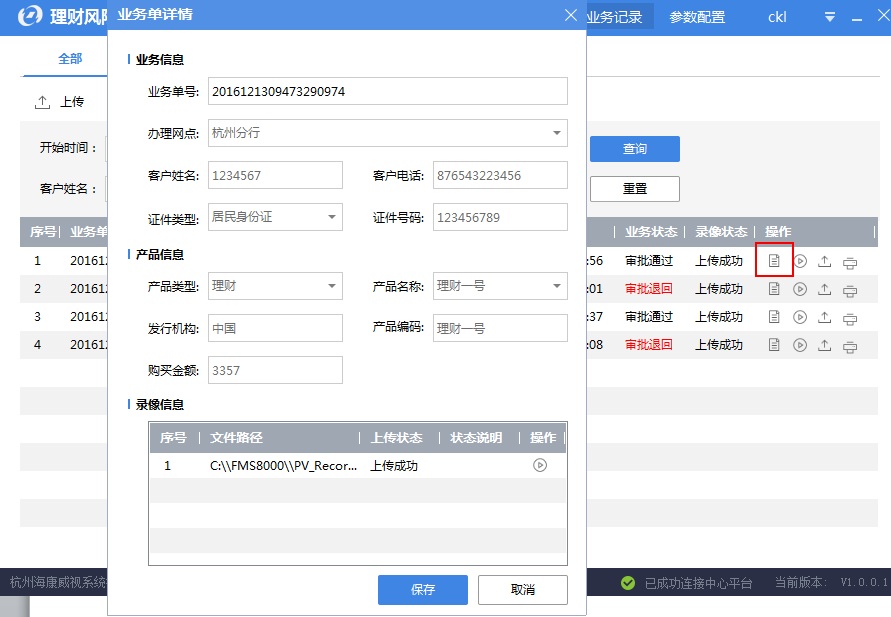 理财风险
业务单详情
业务记录 参数配置 ckl
全部
上传
开始时间：
客户姓名：
查询
重置
序号 业务单
业务状态 录像状态 操作
1 20161 :56 审批通过 上传成功
2 20161 :01 审批退回 上传成功
3 20161 :37 审批通过 上传成功
4 20161 :08 审批退回 上传成功
业务信息
业务单号: 2016121309473290974
办理网点: 杭州分行
客户姓名: 1234567 客户电话: 876543223456
证件类型: 居民身份证 证件号码: 123456789
产品信息
产品类型: 理财 产品名称: 理财一号
发行机构: 中国 产品编码: 理财一号
购买金额: 3357
录像信息
序号 文件路径 上传状态 状态说明 操作
1 C:\\FMS8000\\PV_Recor... 上传成功
保存 取消
杭州海康威视系统
已成功连接中心平台 当前版本: V1.0.0.1